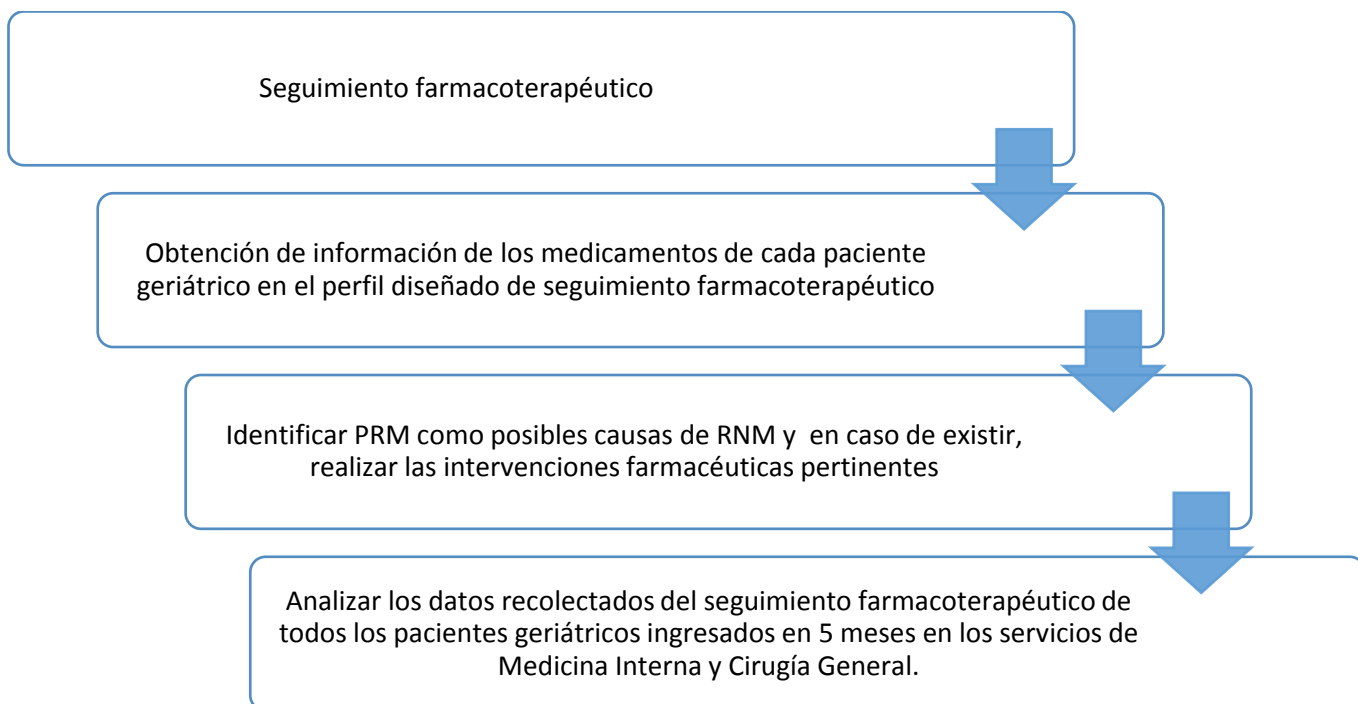 Seguimiento farmacoterapéutico
Obtención de información de los medicamentos de cada paciente
geriátrico en el perfil diseñado de seguimiento farmacoterapéutico
Identificar PRM como posibles causas de RNM y en caso de existir,
realizar las intervenciones farmacéuticas pertinentes
Analizar los datos recolectados del seguimiento farmacoterapéutico de
todos los pacientes geriátricos ingresados en 5 meses en los servicios de
Medicina Interna y Cirugía General.